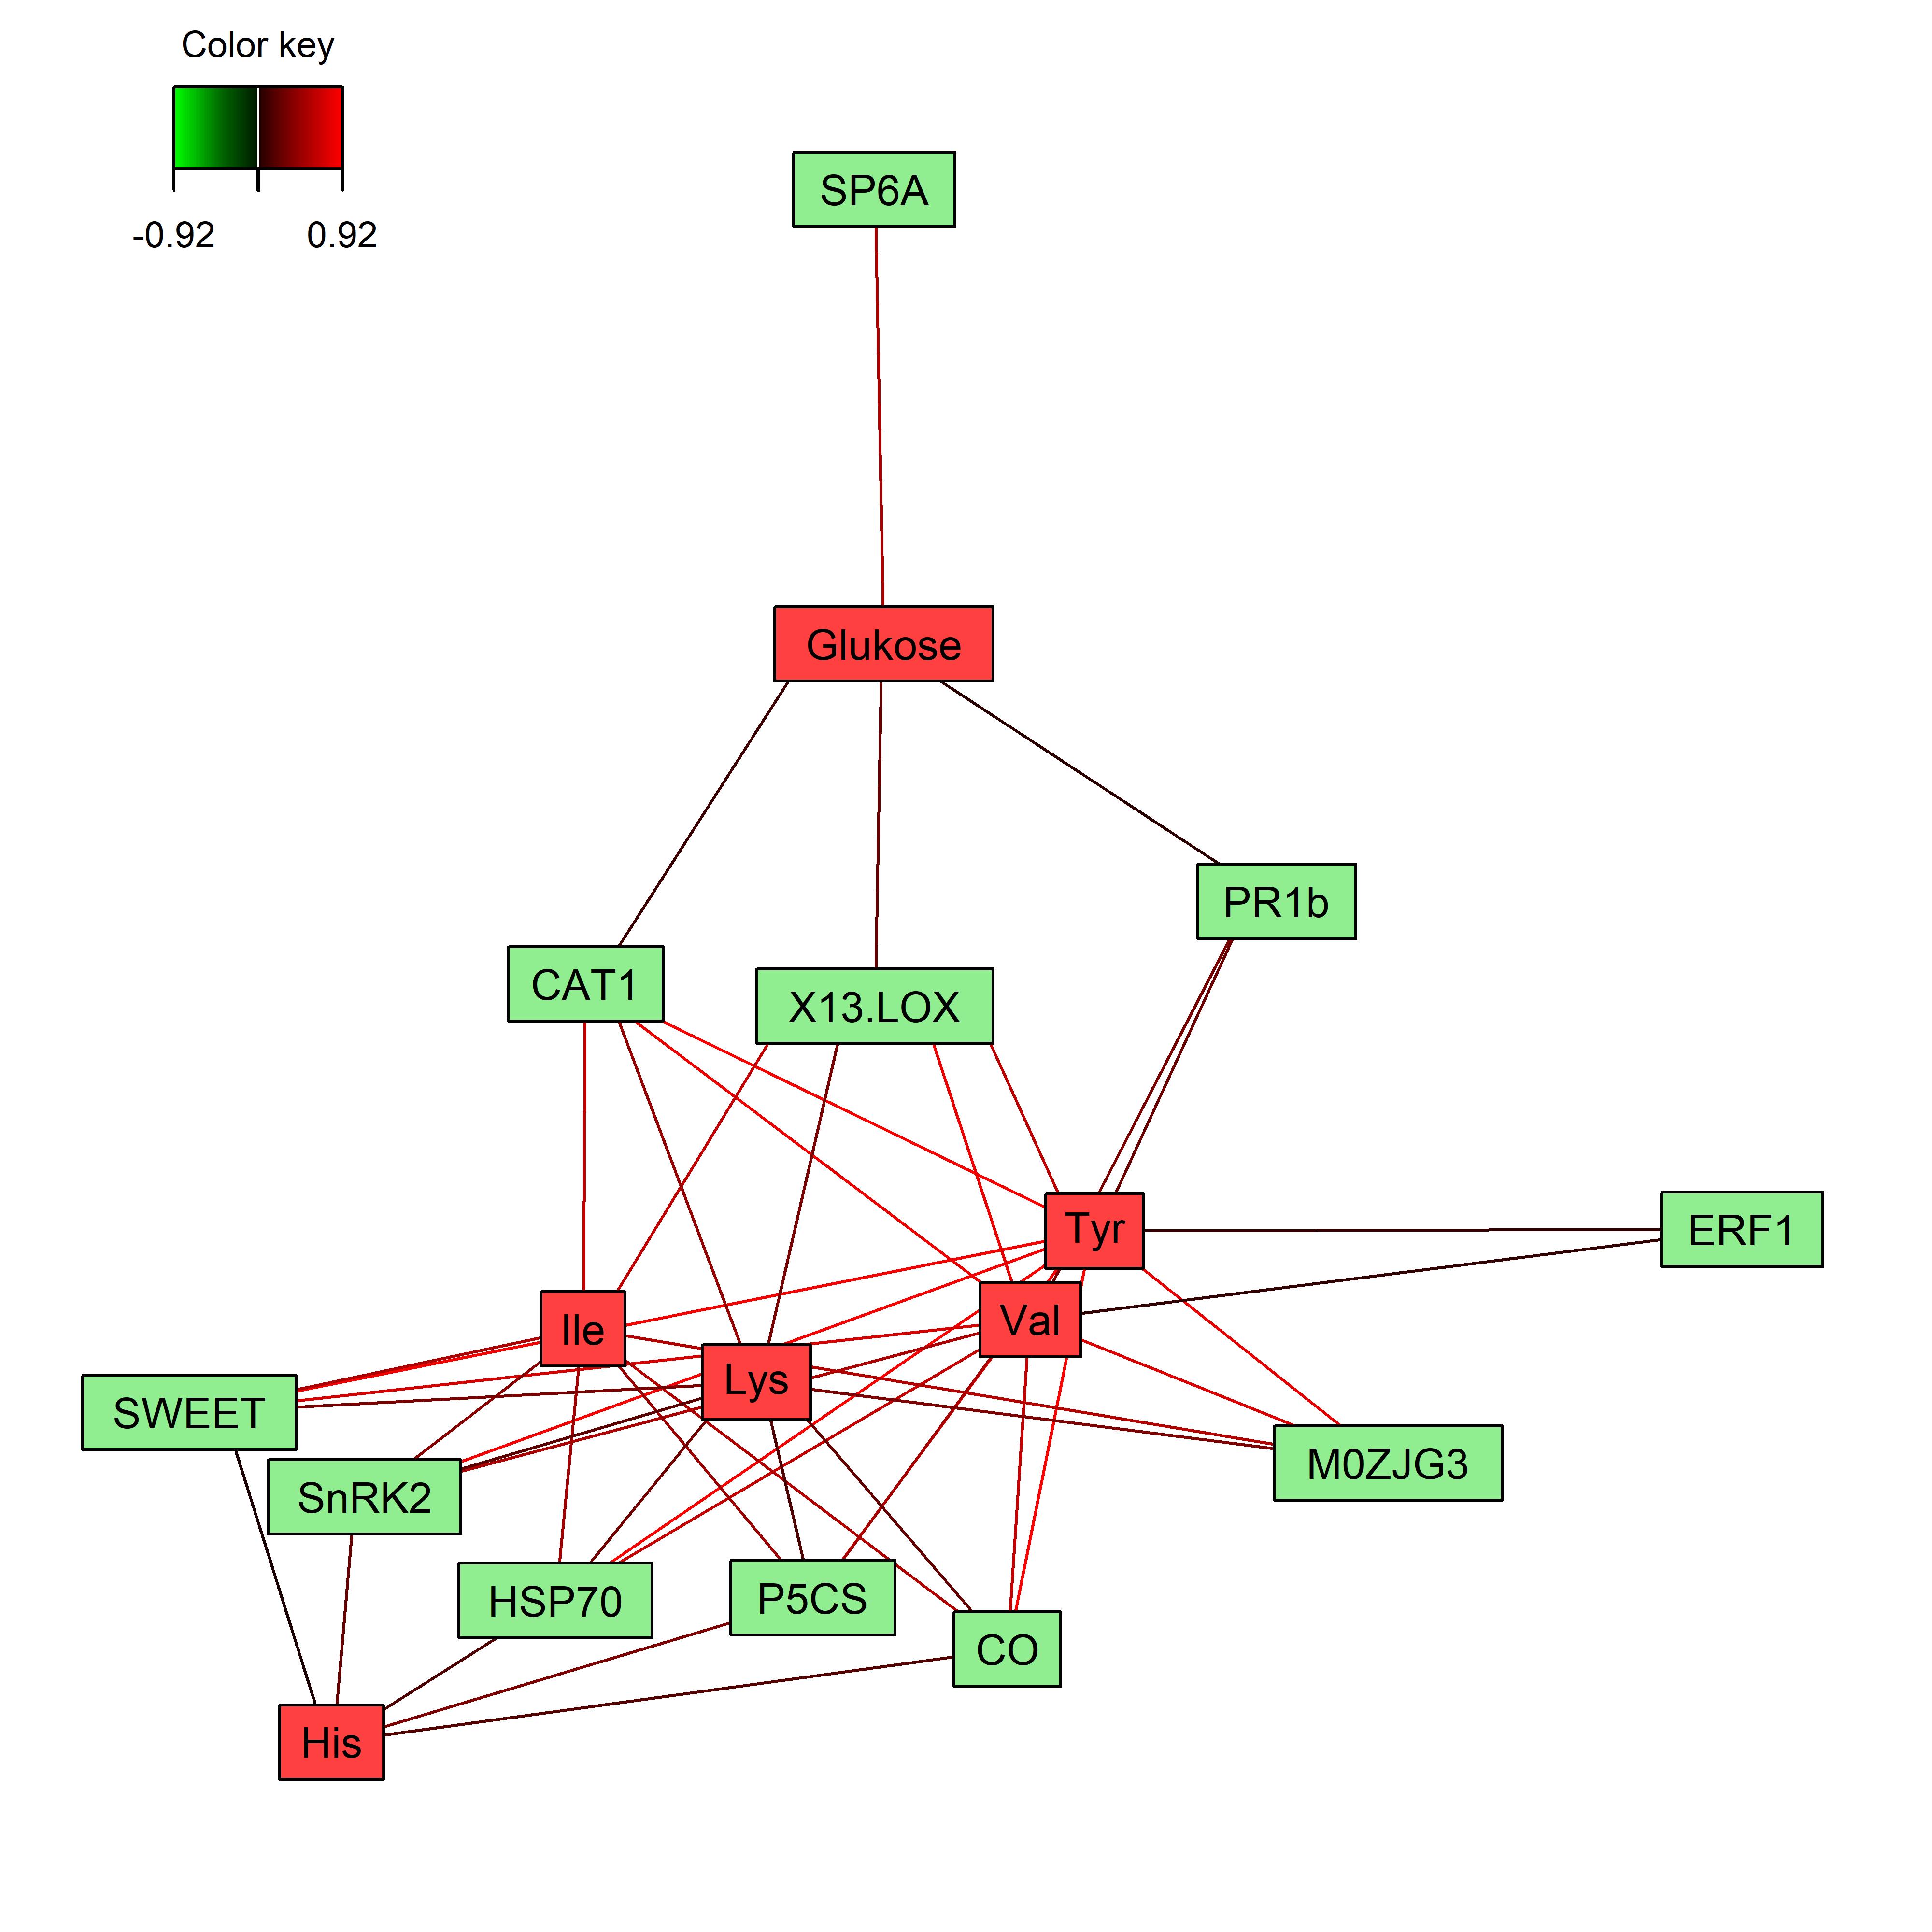 Color key
-0.92 0.92
SP6A
Glukose
PR1b
CAT1
X13.LOX
Tyr
ERF1
Val
Ile
Lys
SWEET
M0ZJG3
SnRK2
HSP70
P5CS
CO
His